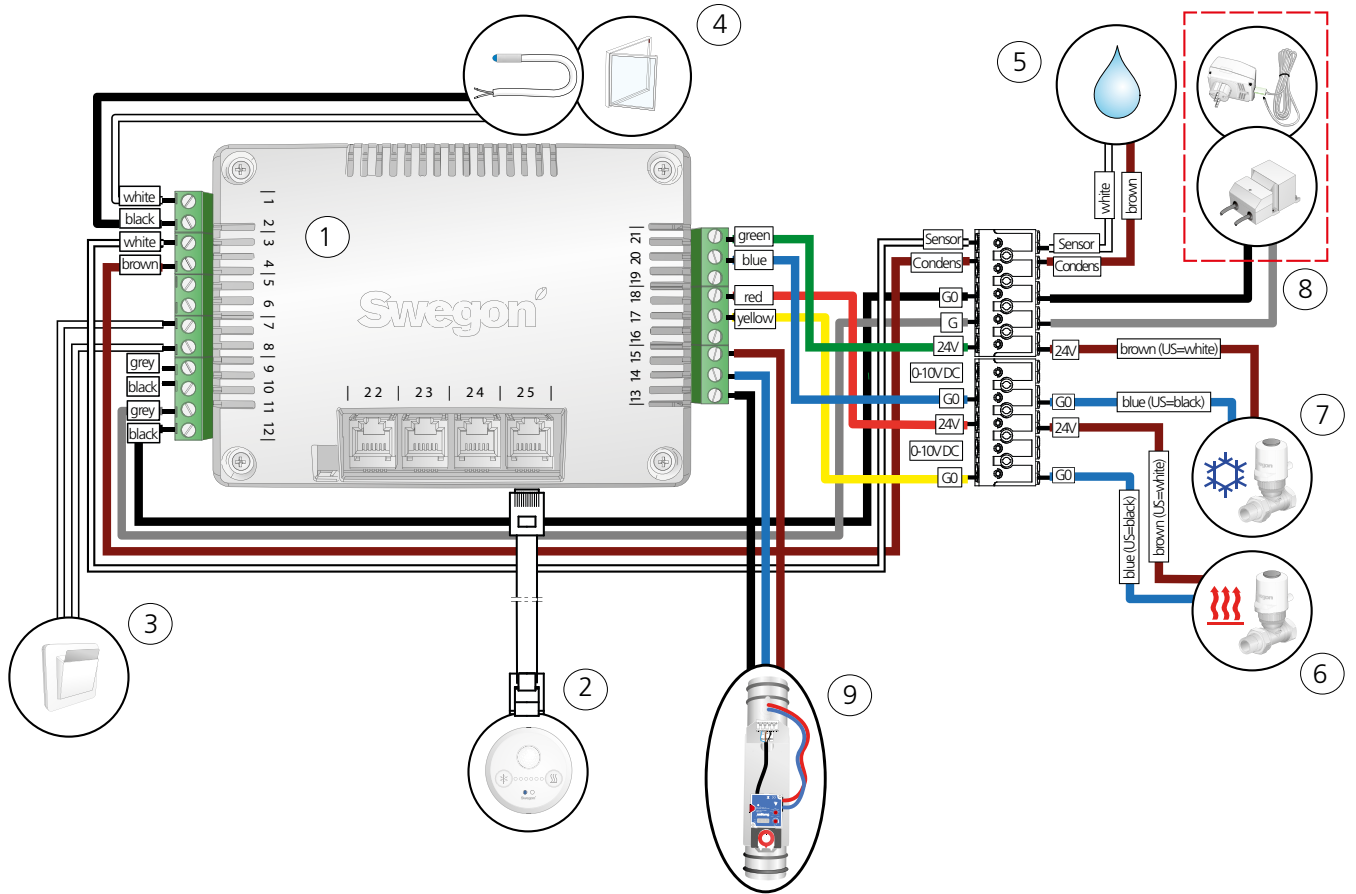 4
5
8
white
black
white
brown
grey
black
grey
black
|1
2|
|3
4|
|5
6|
|7
8|
|9
10|
|11
12|
1
Swegon
| 22 | 23 | 24 | 25 |
21|
20|
|19
18|
17|
|16
15|
14|
|13
green
blue
red
yellow
Sensor
Condens
G0
G
24V
0-10V DC
G0
24V
0-10V DC
G0
white
brown
Sensor
Condens
24V
G0
24V
G0
brown (US=white)
blue (US=black)
blue (US=black)
brown (US=white)
7
Swegon
6
Swegon
3
2
Swegon
9